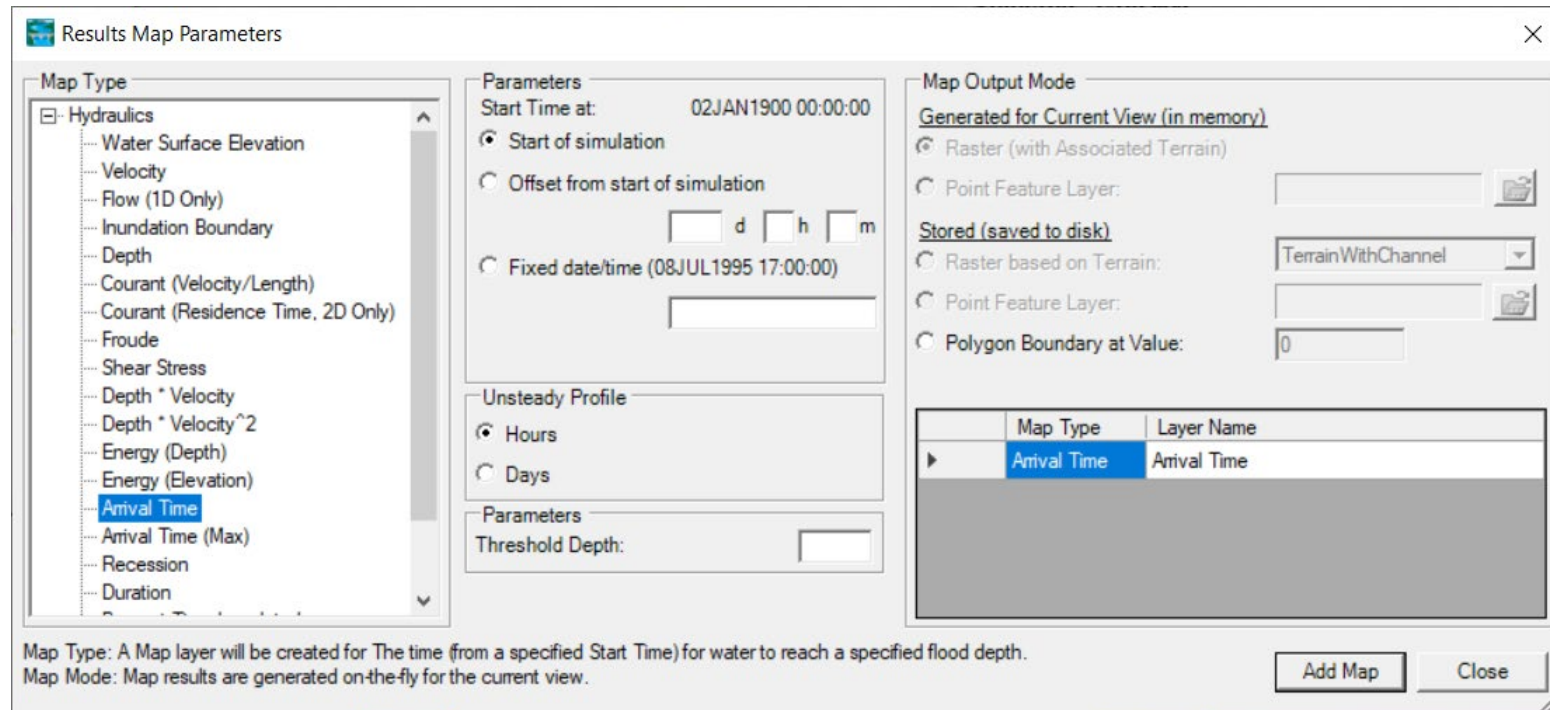 Results Map Parameters
Map Type
Hydraulics
Water Surface Elevation
Velocity
Flow (1D Only)
Inundation Boundary
Depth
Courant (Velocity/Length)
Courant (Residence Time, 2D Only)
Froude
Shear Stress
Depth * Velocity
Depth * Velocity^2
Energy (Depth)
Energy (Elevation)
Arrival Time
Arrival Time (Max)
Recession
Duration
Parameters
Start Time at: 02JAN1900 00:00:00
Start of simulation
Offset from start of simulation
d h m
Fixed date/time (08JUL1995 17:00:00)
Unsteady Profile
Hours
Days
Parameters
Threshold Depth:
Map Output Mode
Generated for Current View (in memory)
Raster (with Associated Terrain)
Point Feature Layer:
Stored (saved to disk)
Raster based on Terrain: TerrainWithChannel
Point Feature Layer:
Polygon Boundary at Value: 0
Map Type Layer Name
Arrival Time Arrival Time
Map Type: A Map layer will be created for The time (from a specified Start Time) for water to reach a specified flood depth.
Map Mode: Map results are generated on-the-fly for the current view.
Add Map Close